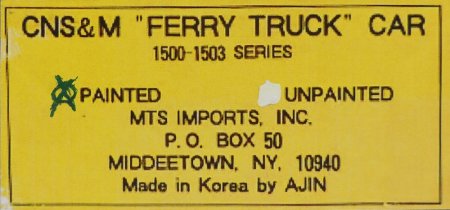 CNS&M "FERRY TRUCK" CAR
1500-1503 SERIES
PAINTED UNPAINTED
MTS IMPORTS, INC.
P.O. BOX 50
MIDDEETOWN, NY, 10940
Made in Korea by AJIN